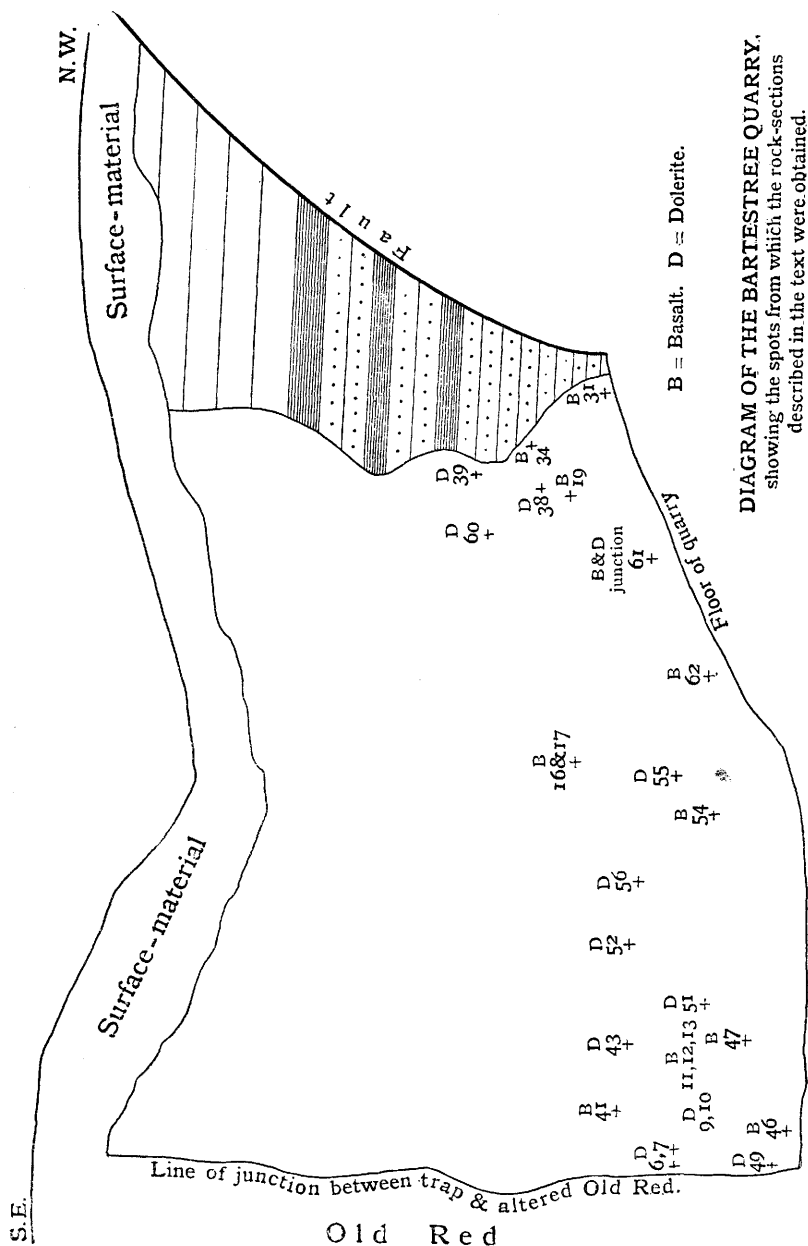 S.E.
N.W.
Surface-material
Surface-material
Fault
Line of junction between trap & altered Old Red.
Old Red
D
6,7
D
49
B
46
B
41
D
9,10
B
11,12,13
D
43
B
47
D
51
D
52
D
56
B
54
D
55
B
16&17
B
62
B&D
junction
61
D
60
D
39
D
38
B
19
B
34
B
31
Floor of quarry
B = Basalt. D = Dolerite.
DIAGRAM OF THE BARTESTREE QUARRY,
showing the spots from which the rock-sections
described in the text were obtained.